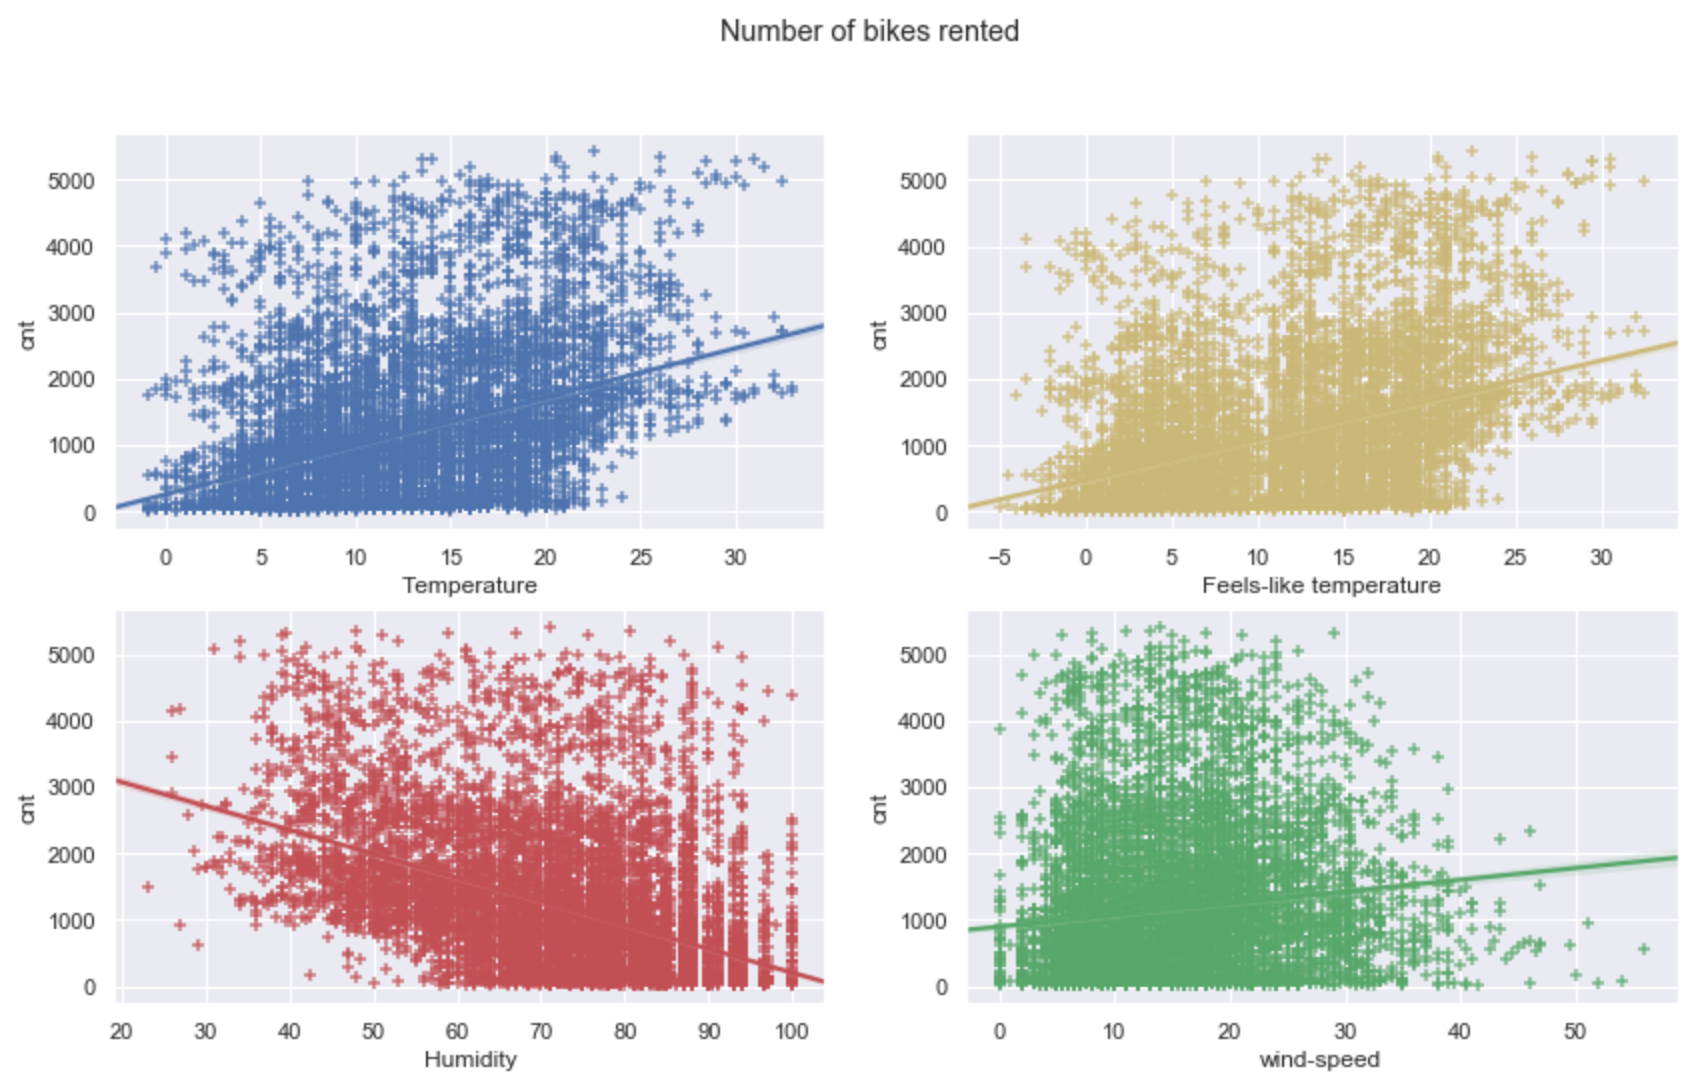 Number of bikes rented
5000
4000
3000
2000
1000
0
cnt
0 5 10 15 20 25 30
Temperature
5000
4000
3000
2000
1000
0
cnt
−5 0 5 10 15 20 25 30
Feels-like temperature
5000
4000
3000
2000
1000
0
cnt
20 30 40 50 60 70 80 90 100
Humidity
5000
4000
3000
2000
1000
0
cnt
0 10 20 30 40 50
wind-speed